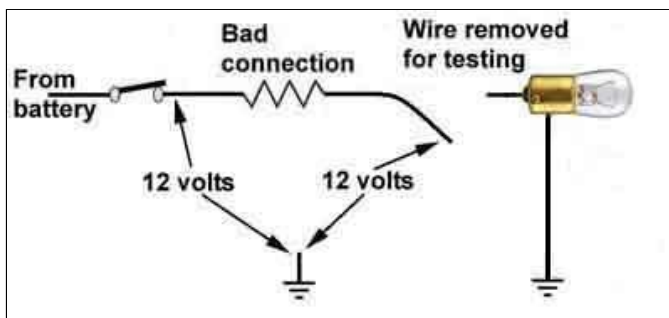 From
battery
Bad
connection
Wire removed
for testing
12 volts
12 volts